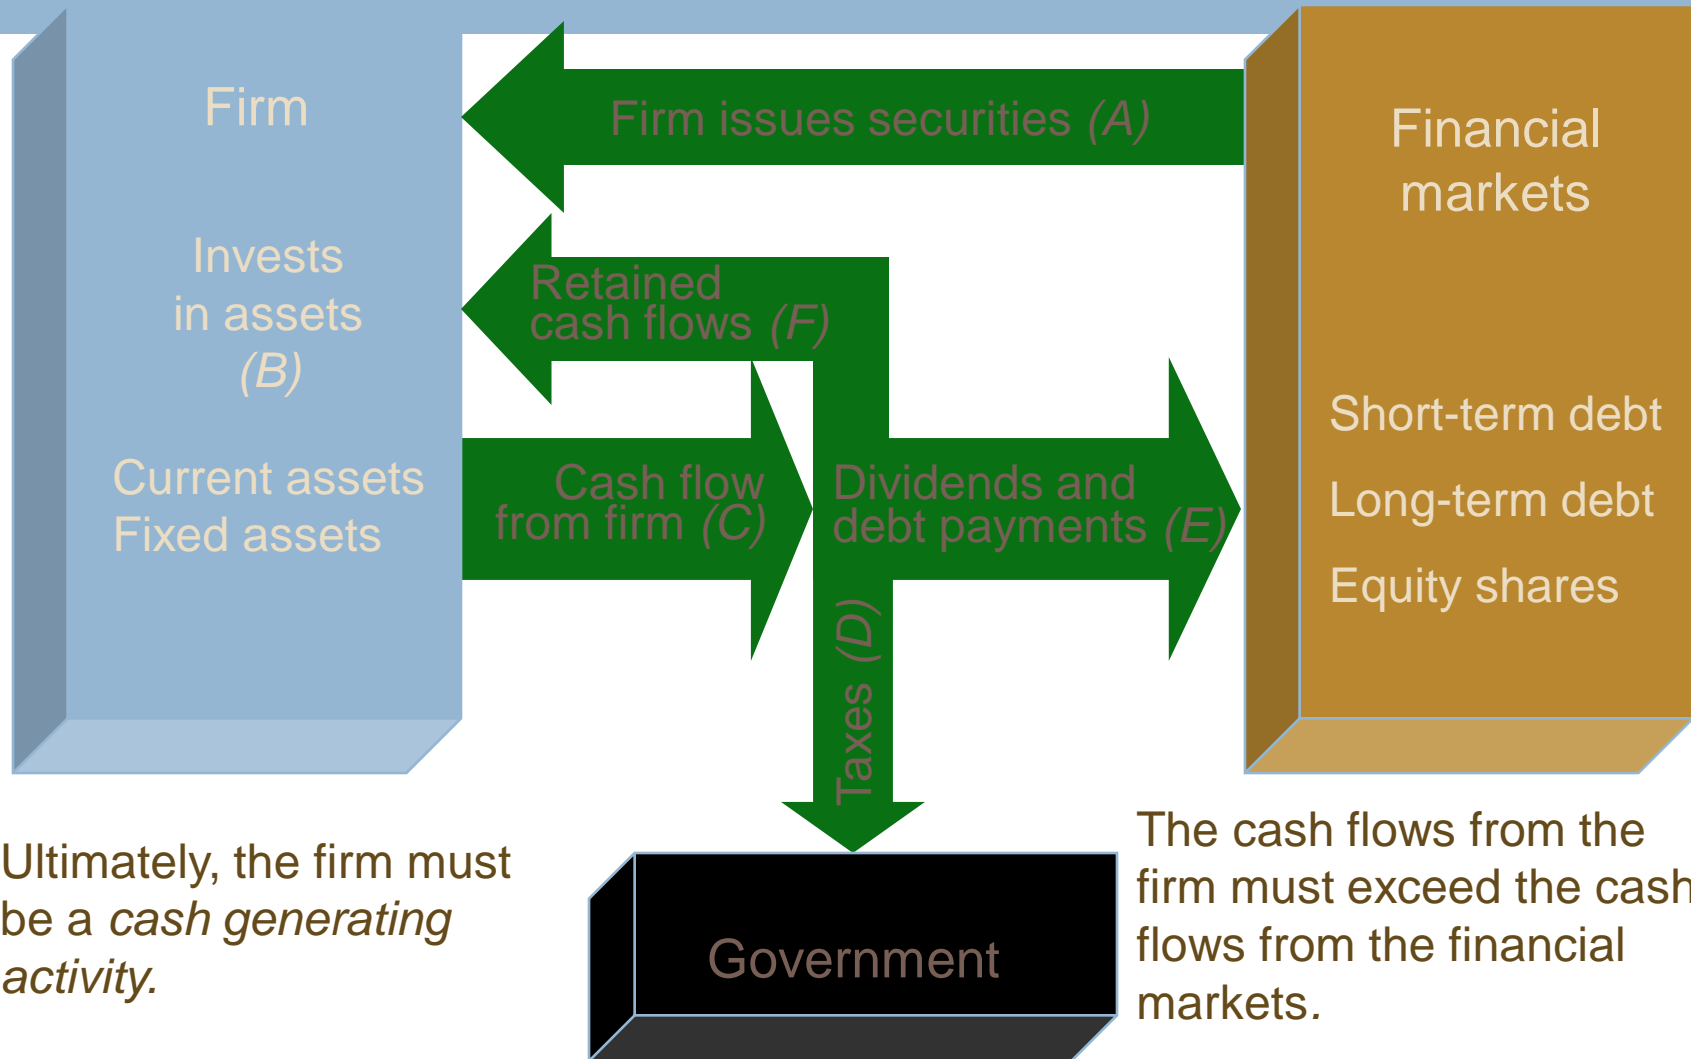 Firm
Firm issues securities (A)
Financial
markets
Invests
in assets
(B)
Retained
cash flows (F)
Current assets
Fixed assets
Cash flow
from firm (C)
Dividends and
debt payments (E)
Short-term debt
Long-term debt
Equity shares
Taxes (D)
Ultimately, the firm must
be a cash generating
activity.
Government
The cash flows from the
firm must exceed the cash
flows from the financial
markets.